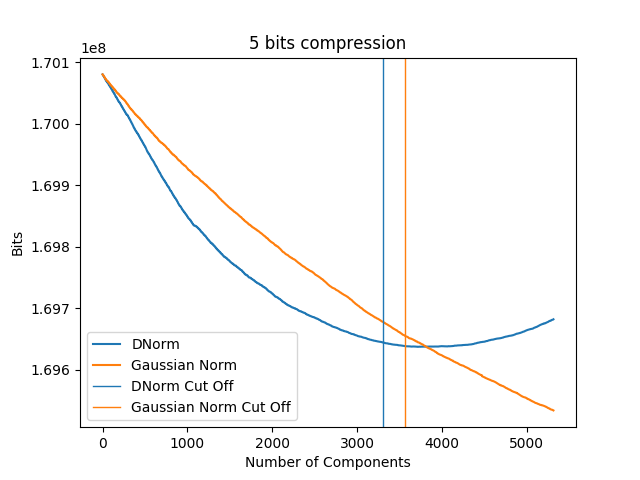 5 bits compression
1e8
1.701
1.700
1.699
1.698
1.697
1.696
Bits
DNorm
Gaussian Norm
DNorm Cut Off
Gaussian Norm Cut Off
0 1000 2000 3000 4000 5000
Number of Components